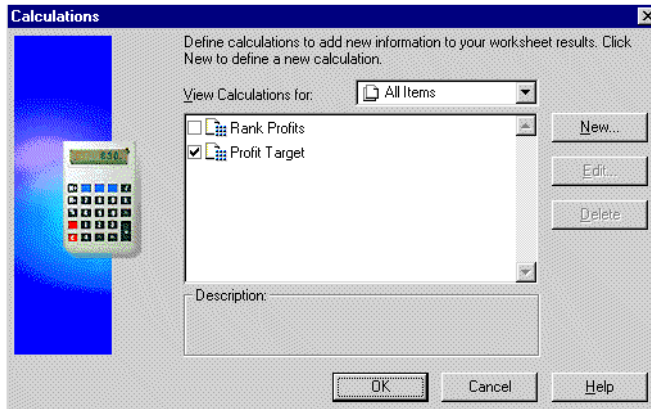 Calculations
Define calculations to add new information to your worksheet results. Click
New to define a new calculation.
View Calculations for:
All Items
Rank Profits
Profit Target
New...
Edit...
Delete
Description:
OK
Cancel
Help